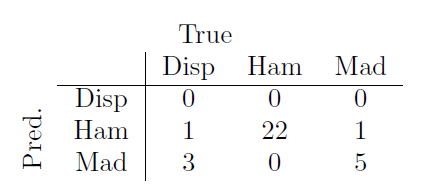 True
Disp Ham Mad
Disp 0 0 0
Ham 1 22 1
Mad 3 0 5
Pred.